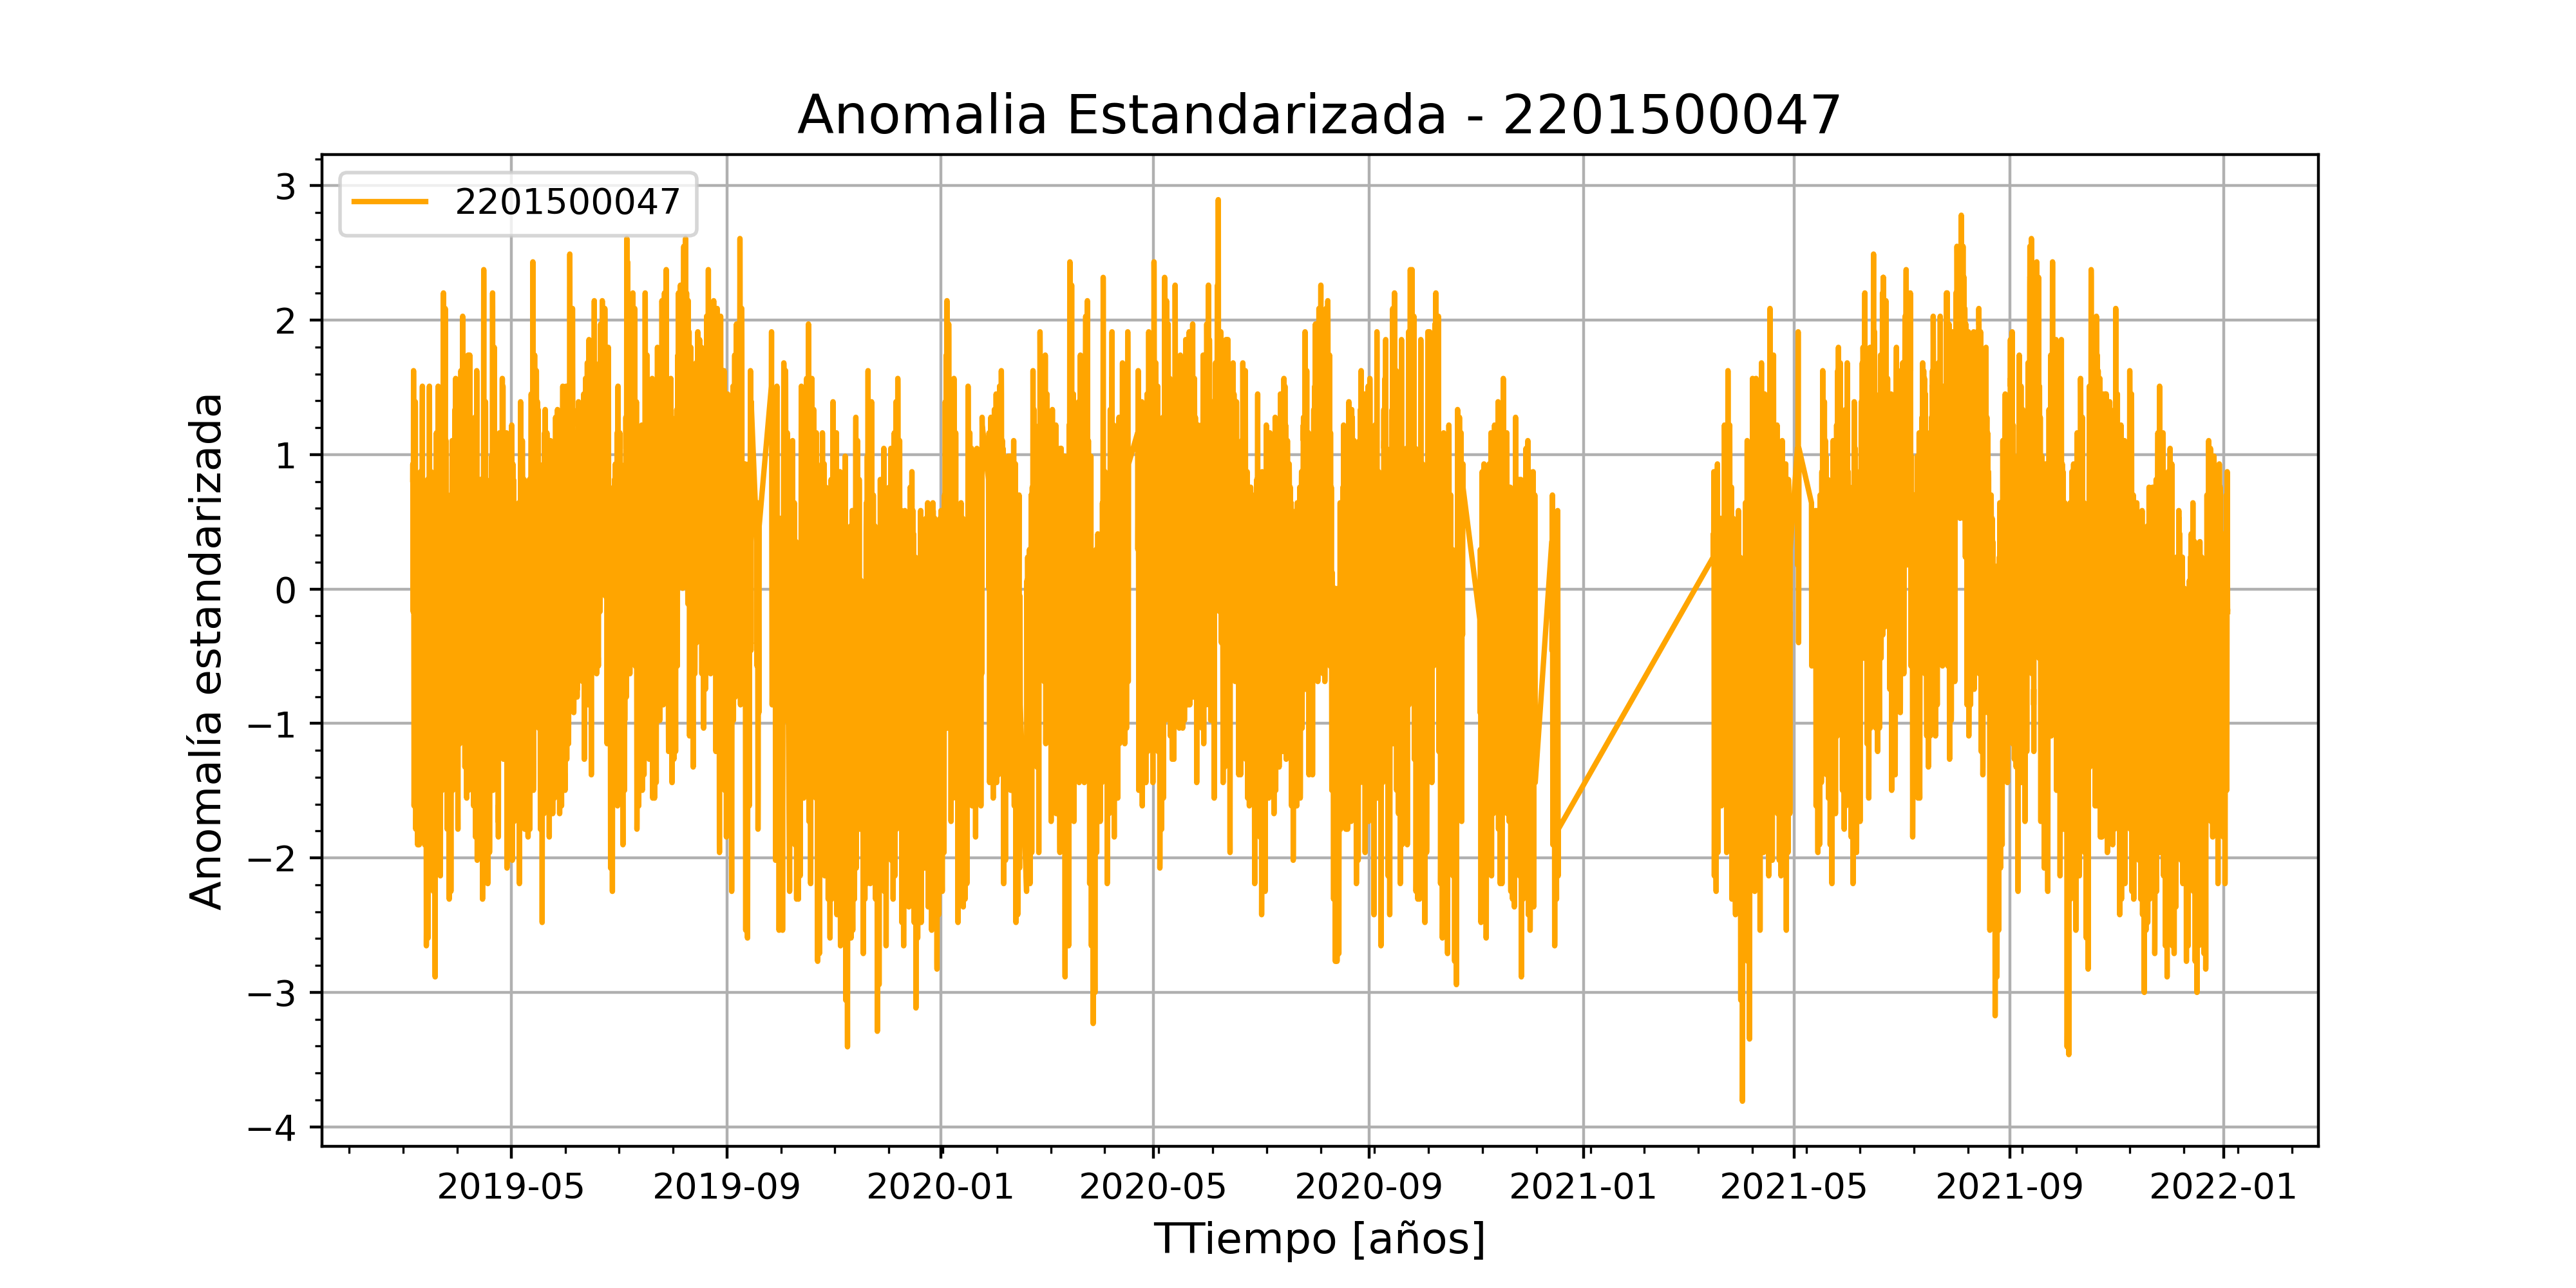 Anomalia Estandarizada - 2201500047
2201500047
Anomalía estandarizada
3
2
1
0
−1
−2
−3
−4
2019-05 2019-09 2020-01 2020-05 2020-09 2021-01 2021-05 2021-09 2022-01
TTiempo [años]